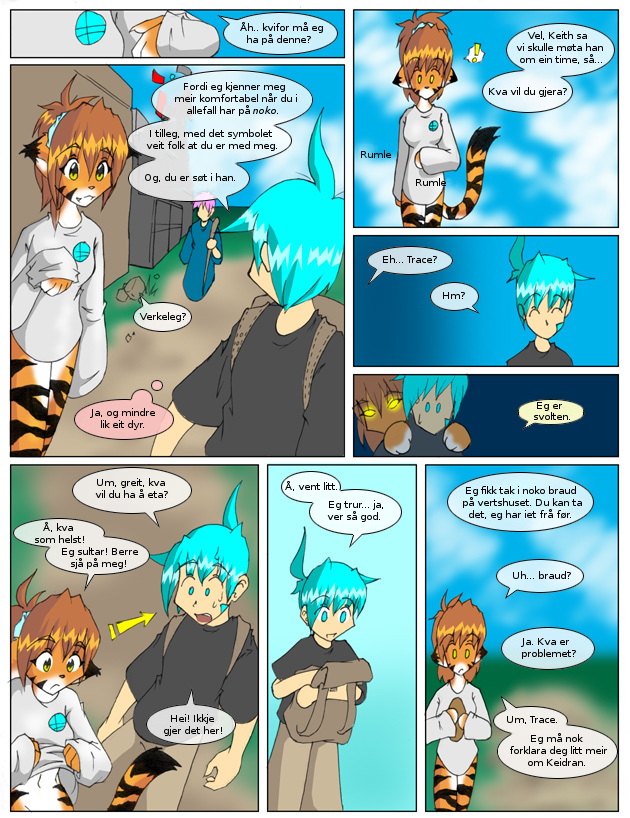 Åh.. kvifor må eg
ha på denne?
Fordi eg kjenner meg
meir komfortabel når du i
allefall har på noko.
I tilleg, med det symbolet
veit folk at du er med meg.
Og, du er søt i han.
Verkeleg?
Ja, og mindre
lik eit dyr.
Vel, Keith sa
vi skulle møta han
om ein time, så...
Kva vil du gjera?
!
Rumle
Rumle
Eh... Trace?
Hm?
Eg er
svolten.
Um, greit, kva
vil du ha å eta?
Å, kva
som helst!
Eg sultar! Berre
sjå på meg!
Hei! Ikkje
gjer det her!
Å, vent litt.
Eg trur... ja,
ver så god.
Eg fikk tak i noko braud
på vertshuset. Du kan ta
det, eg har iet frå før.
Uh... braud?
Ja. Kva er
problemet?
Um, Trace.
Eg må nok
forklara deg litt meir
om Keidran.